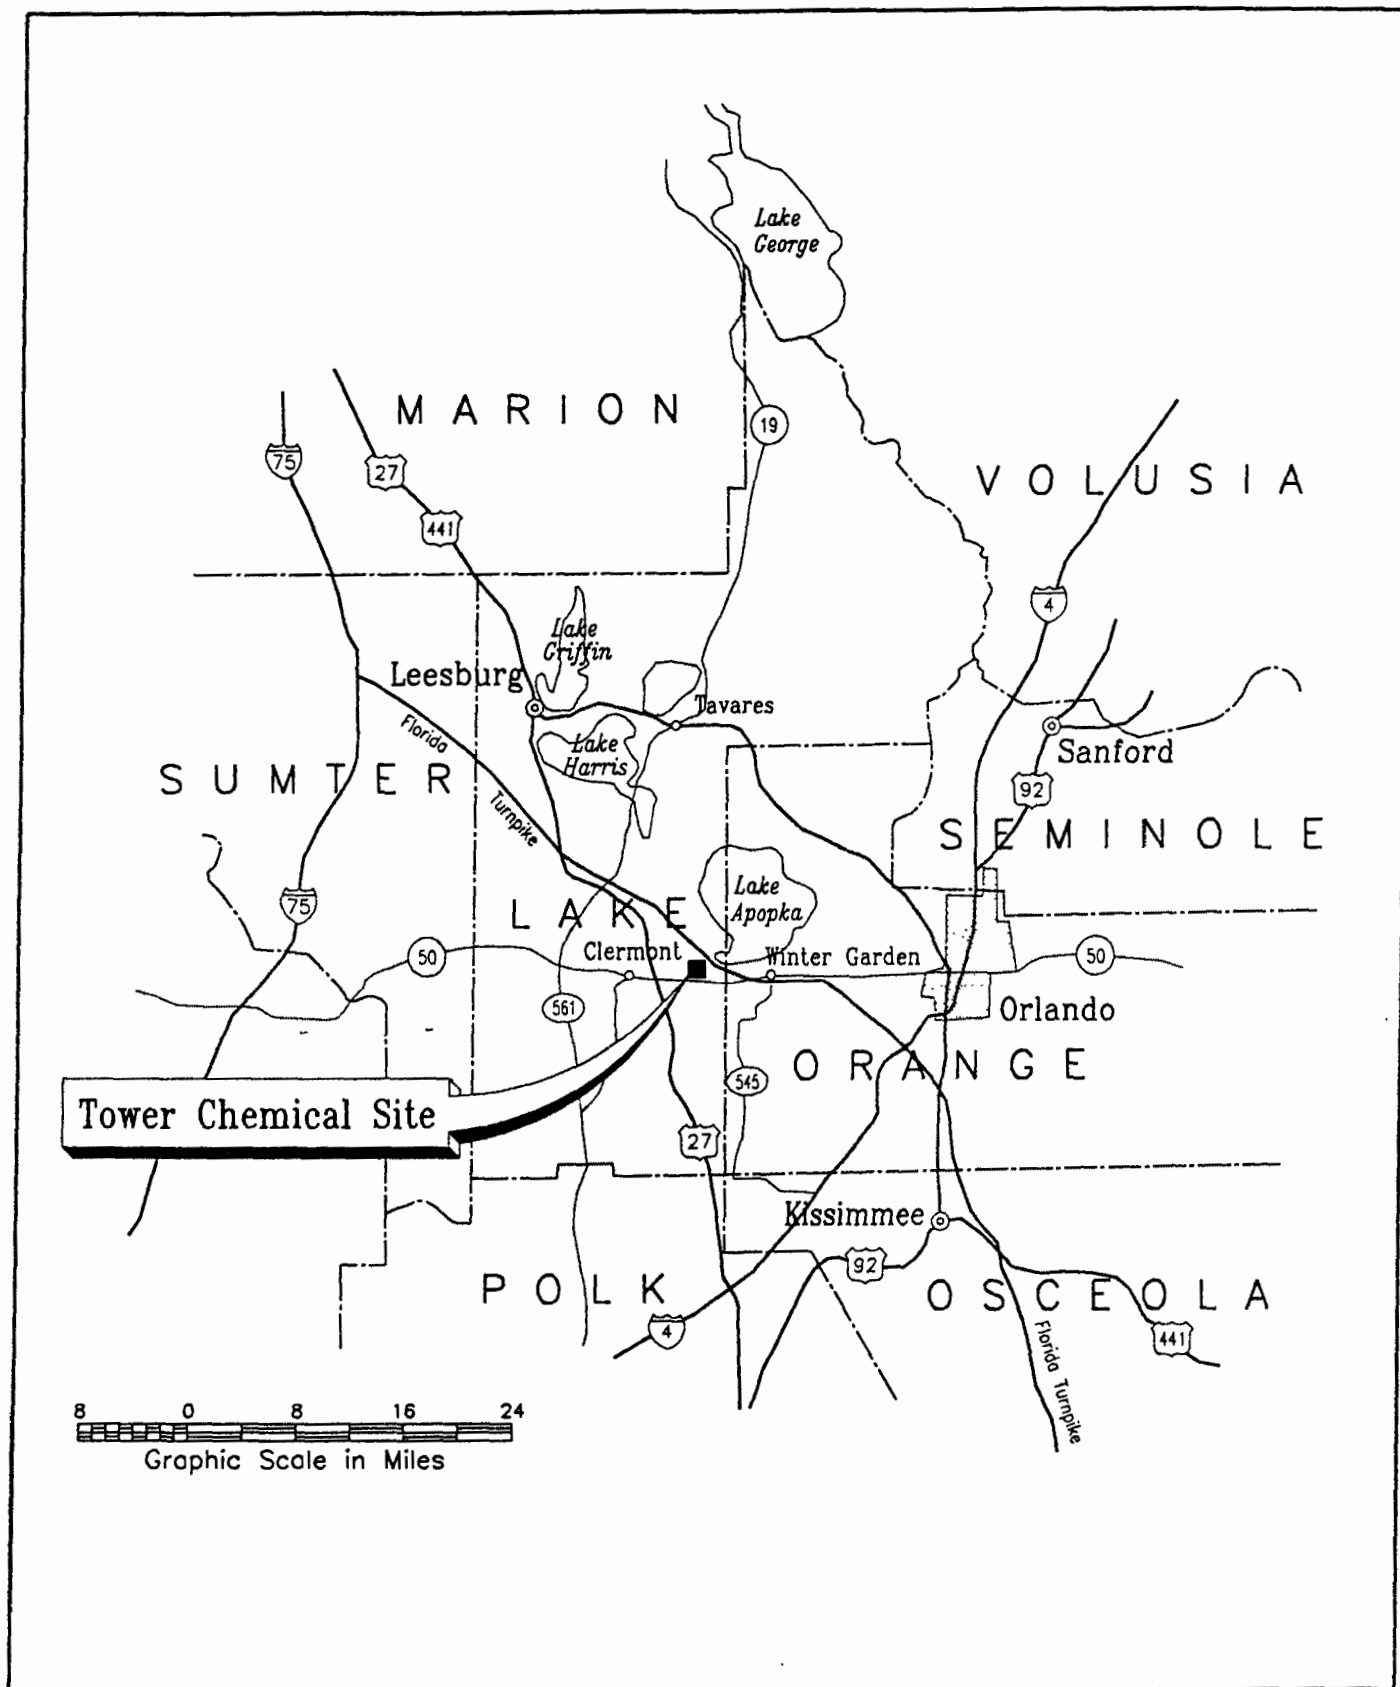 Lake
George
MARION
19
75
27
VOLUSIA
441
4
Lake
Griffin
Leesburg
Tavares
Florida
Lake
Harris
Sanford
SUMTER
92
Turnpike
SEMINOLE
Lake
Apopka
75
LAKE
Clermont
Winter Garden
50
50
561
Orlando
ORANGE
545
Tower Chemical Site
27
Kissimmee
92
POLK
OSCEOLA
4
441
Florida Turnpike
8 0 8 16 24
Graphic Scale in Miles